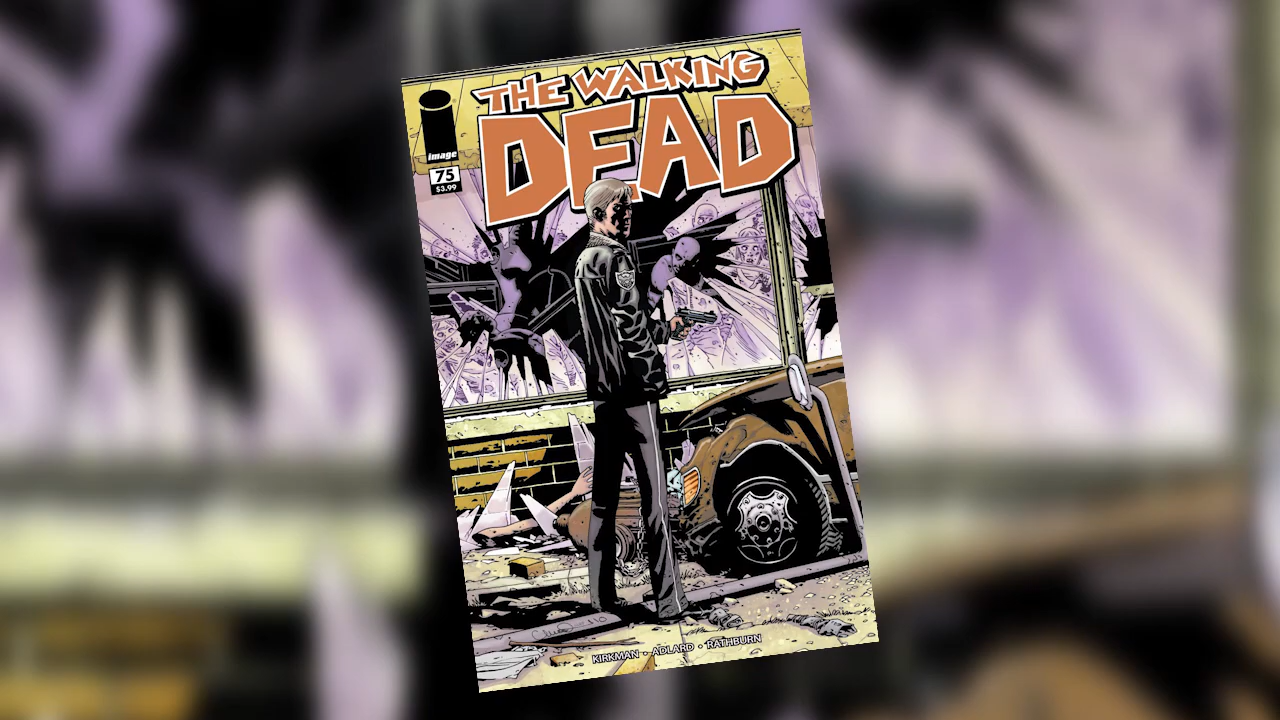 THE WALKING
DEAD
image
75
$3.99
KIRKMAN • ADLARD • RATHBURN